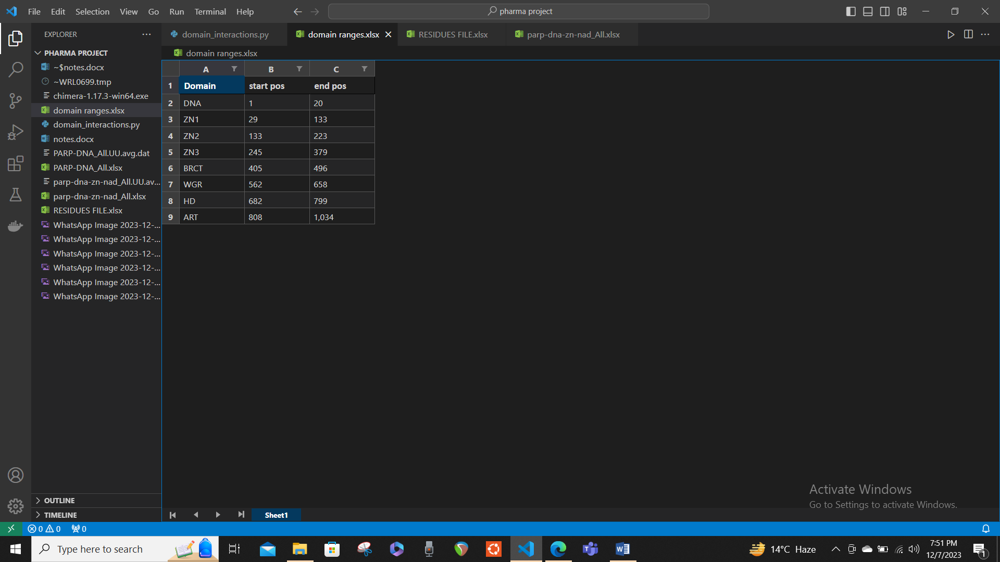 File Edit Selection View Go Run Terminal Help
pharma project
EXPLORER
domain_interactions.py
domain ranges.xlsx
RESIDUES FILE.xlsx
parp-dna-zn-nad_All.xlsx
PHARMA PROJECT
~$notes.docx
~WRL0699.tmp
chimera-1.17.3-win64.exe
domain ranges.xlsx
domain_interactions.py
notes.docx
PARP-DNA_All.UU.avg.dat
PARP-DNA_All.xlsx
parp-dna-zn-nad_All.UU.av...
parp-dna-zn-nad_All.xlsx
RESIDUES FILE.xlsx
WhatsApp Image 2023-12-...
WhatsApp Image 2023-12-...
WhatsApp Image 2023-12-...
WhatsApp Image 2023-12-...
WhatsApp Image 2023-12-...
WhatsApp Image 2023-12-...
OUTLINE
TIMELINE
domain ranges.xlsx
A B C
1 Domain start pos end pos
2 DNA 1 20
3 ZN1 29 133
4 ZN2 133 223
5 ZN3 245 379
6 BRCT 405 496
7 WGR 562 658
8 HD 682 799
9 ART 808 1,034
Activate Windows
Go to Settings to activate Windows.
Sheet1
0 0 0
Type here to search
14°C Haze
7:51 PM
12/7/2023
1